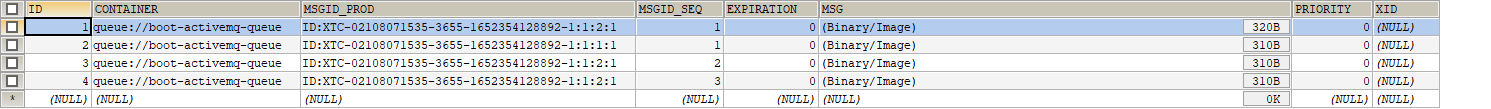 ID CONTAINER MSGID_PROD MSGID_SEQ EXPIRATION MSG PRIORITY XID
1 queue://boot-activemq-queue ID:XTC-02108071535-3655-1652354128892-1:1:2:1 1 0 (Binary/Image) 320B 0 (NULL)
2 queue://boot-activemq-queue ID:XTC-02108071535-3655-1652354128892-1:1:2:1 1 0 (Binary/Image) 310B 0 (NULL)
3 queue://boot-activemq-queue ID:XTC-02108071535-3655-1652354128892-1:1:2:1 2 0 (Binary/Image) 310B 0 (NULL)
4 queue://boot-activemq-queue ID:XTC-02108071535-3655-1652354128892-1:1:2:1 3 0 (Binary/Image) 310B 0 (NULL)
* (NULL) (NULL) (NULL) (NULL) (NULL) (NULL) 0K (NULL) (NULL)